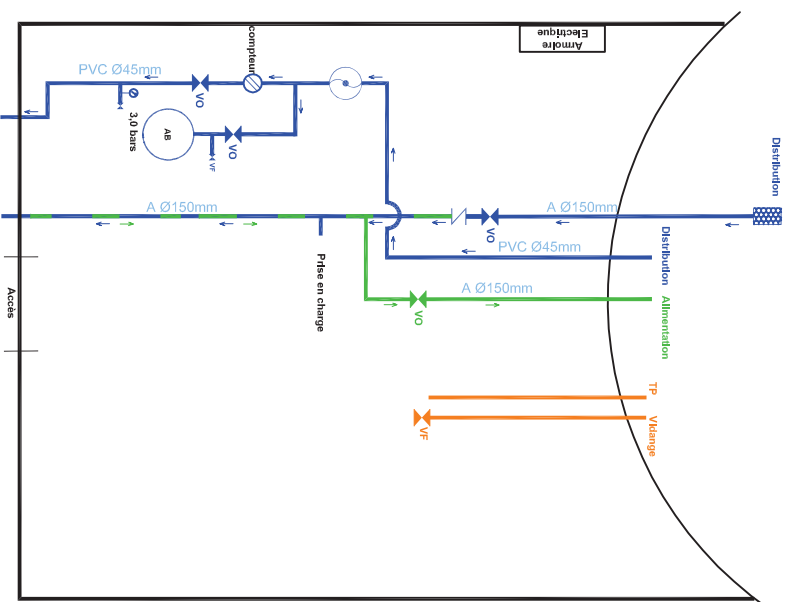 Armoire
Electrique
compteur
PVC Ø45mm
VO
3,0 bars
AB
VO
VF
Distribution
A Ø150mm
A Ø150mm
VO
PVC Ø45mm
Distribution
Prise en charge
A Ø150mm
VO
Alimentation
Accès
TP
VF
Vidange